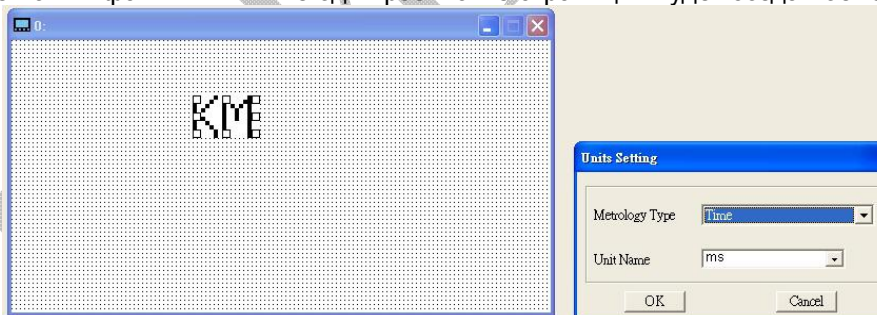 0:
KM
Units Setting
Metrology Type Time
Unit Name ms
OK Cancel